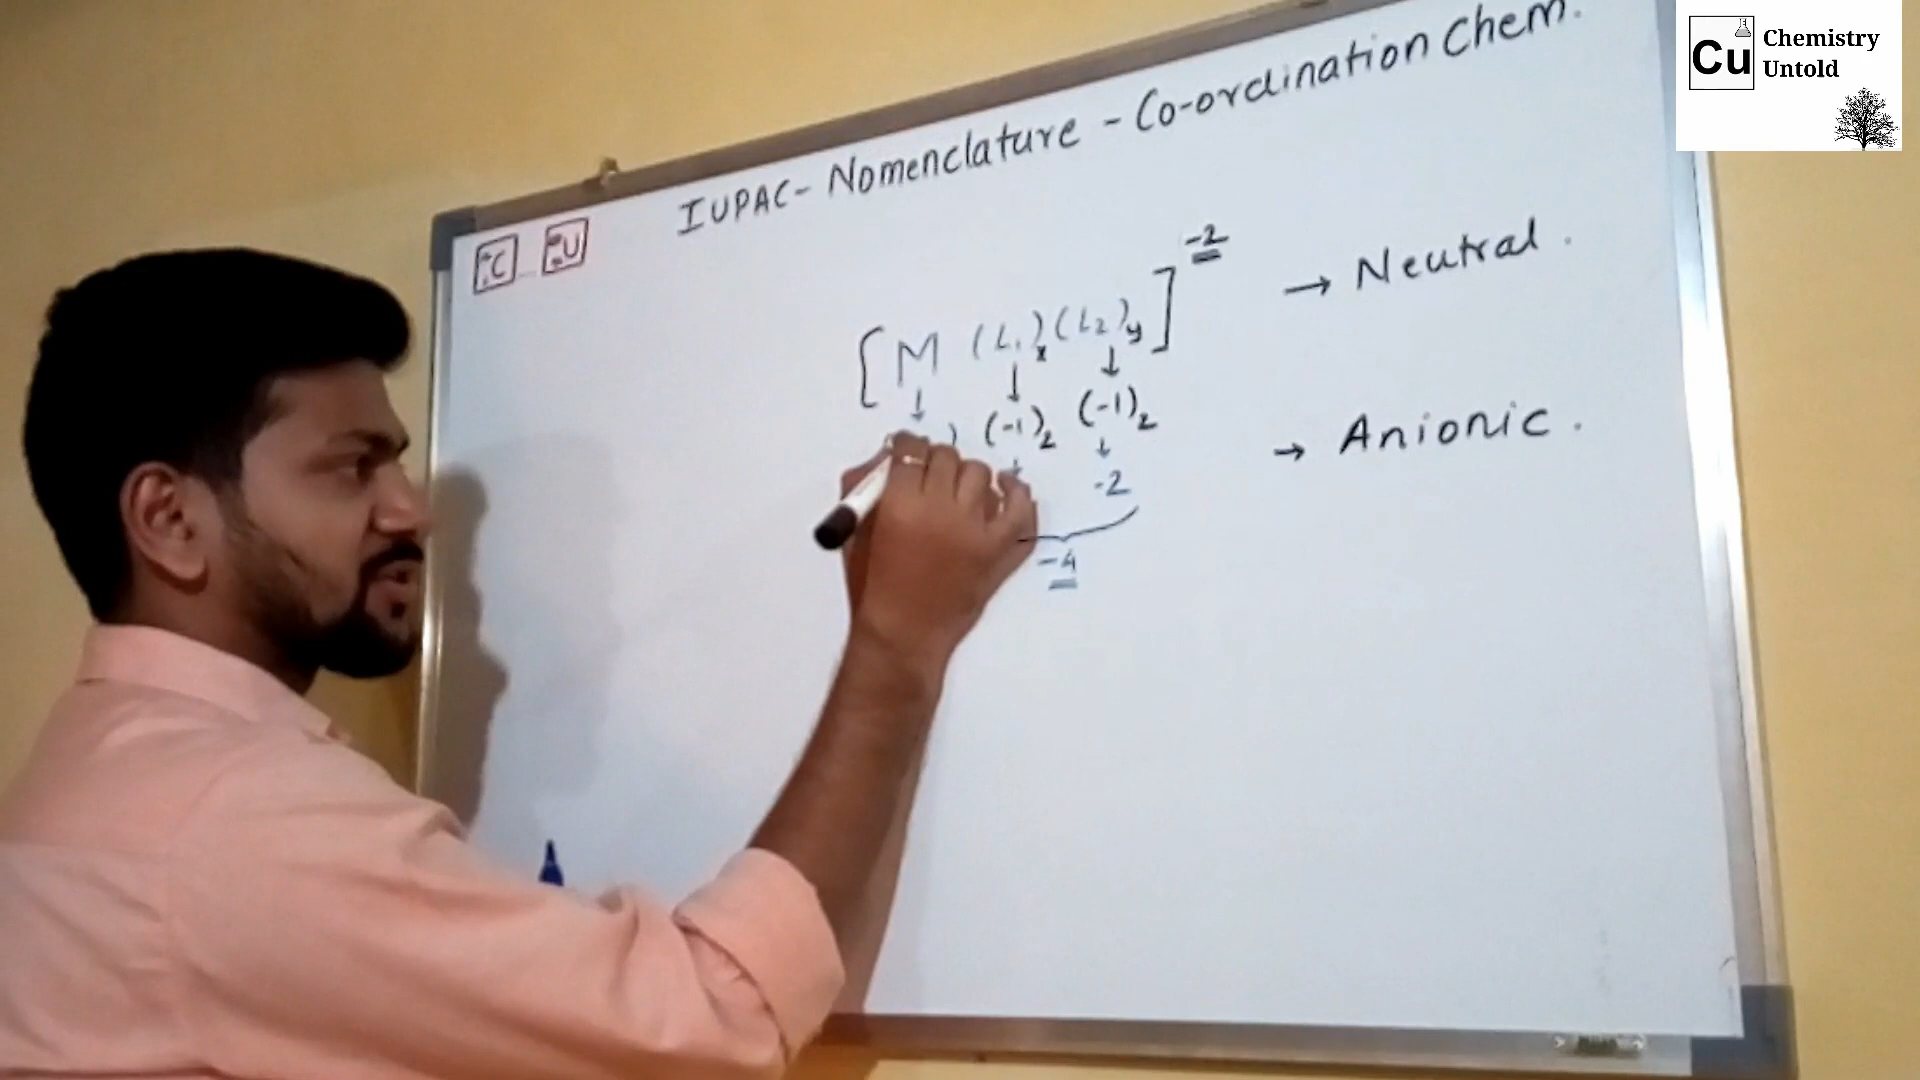 Cu Chemistry
Untold
IUPAC - Nomenclature - Co-ordination Chem.
C U
[M (L₁)ₓ (L₂)y]⁻² → Neutral.
↓ ↓ ↓
) (-1)₂ (-1)₂ → Anionic.
↓ ↓
-2
-4